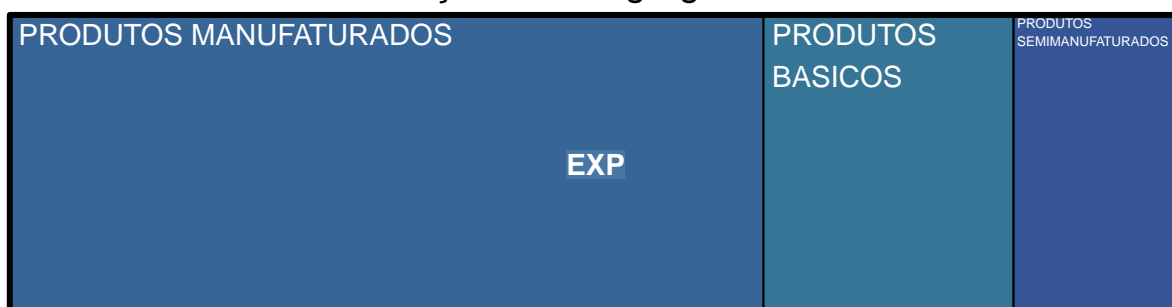 PRODUTOS MANUFATURADOS
PRODUTOS
BASICOS
PRODUTOS
SEMIMANUFATURADOS
EXP